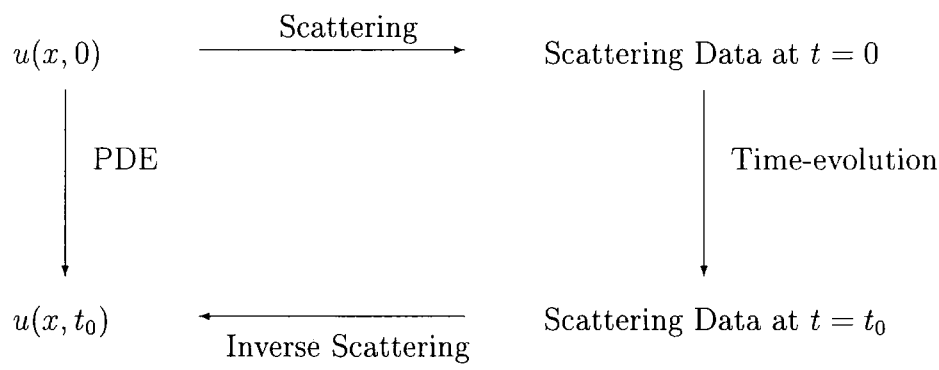 Scattering
u(x, 0)
Scattering Data at t = 0
PDE
Time-evolution
u(x, t₀)
Scattering Data at t = t₀
Inverse Scattering